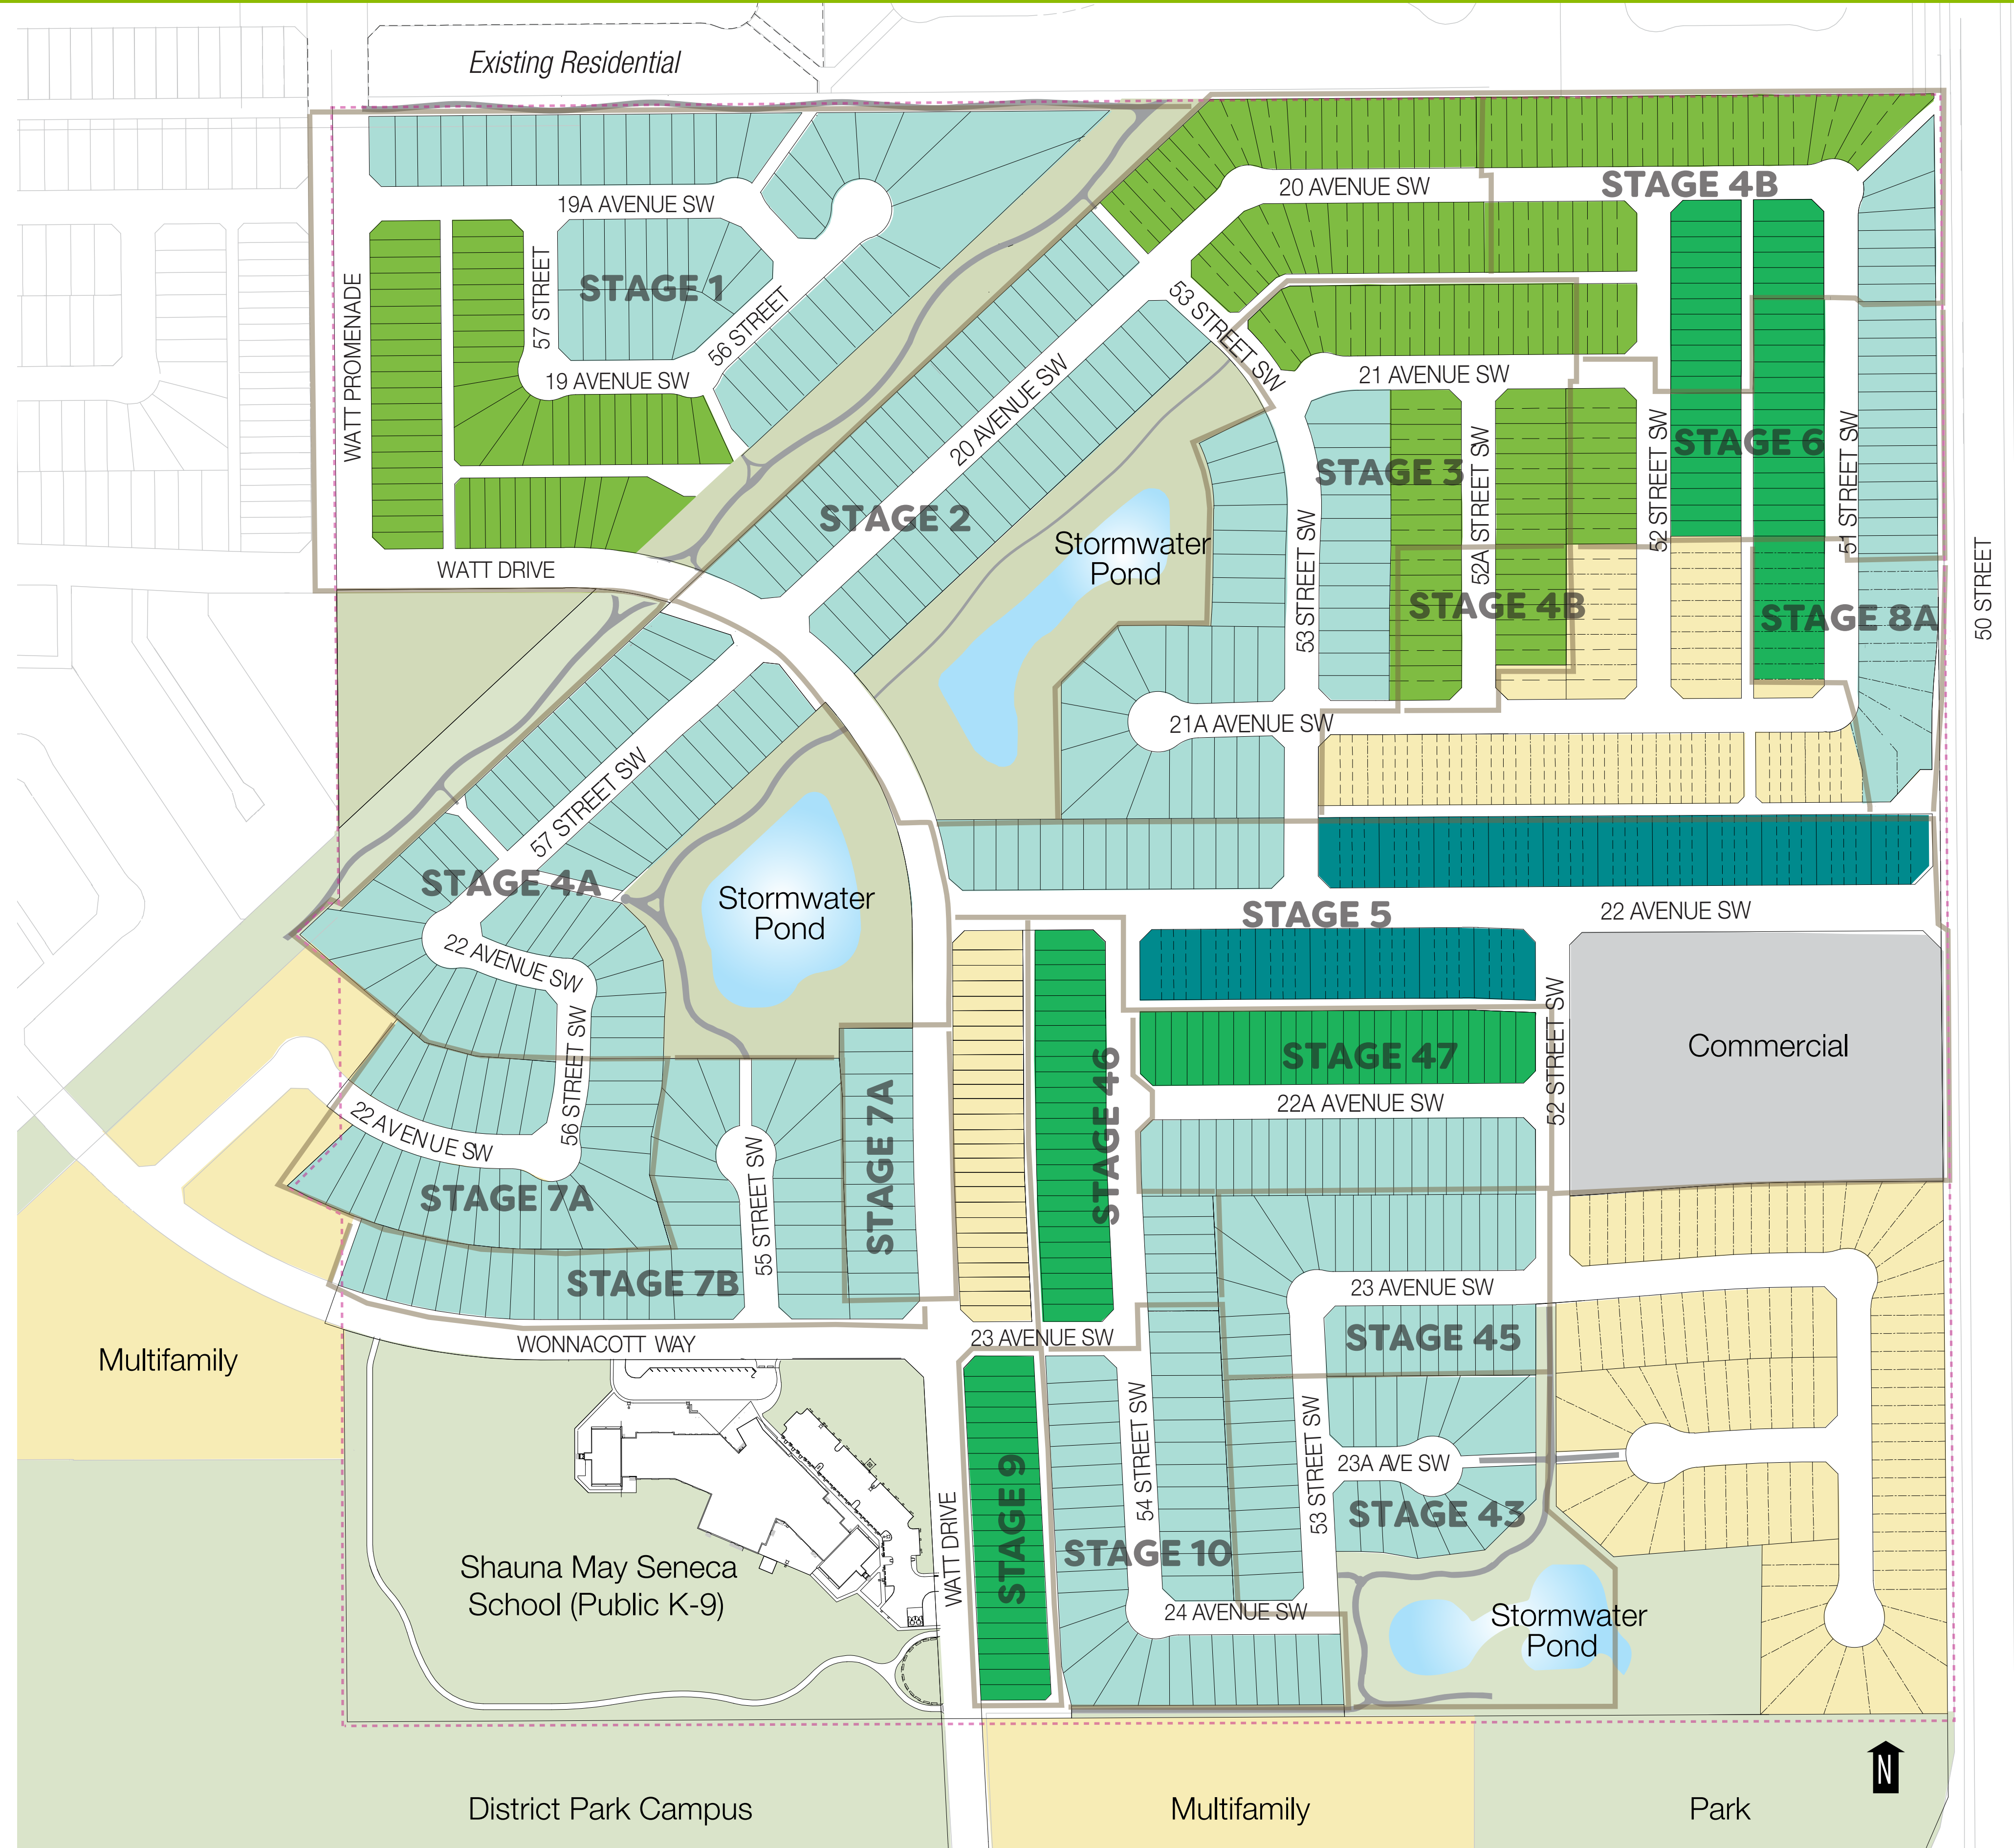 Existing Residential
19A AVENUE SW
20 AVENUE SW
STAGE 4B
WATT PROMENADE
57 STREET
STAGE 1
56 STREET
53 STREET SW
19 AVENUE SW
21 AVENUE SW
20 AVENUE SW
52 STREET SW
51 STREET SW
STAGE 6
STAGE 3
52A STREET SW
STAGE 2
Stormwater
Pond
53 STREET SW
WATT DRIVE
STAGE 4B
STAGE 8A
50 STREET
21A AVENUE SW
57 STREET SW
STAGE 4A
Stormwater
Pond
STAGE 5
22 AVENUE SW
22 AVENUE SW
56 STREET SW
52 STREET SW
Commercial
STAGE 47
STAGE 46
22A AVENUE SW
22 AVENUE SW
STAGE 7A
STAGE 7A
55 STREET SW
STAGE 7B
23 AVENUE SW
WONNACOTT WAY
23 AVENUE SW
STAGE 45
Multifamily
54 STREET SW
53 STREET SW
23A AVE SW
STAGE 43
WATT DRIVE
STAGE 9
STAGE 10
Shauna May Seneca
School (Public K-9)
24 AVENUE SW
Stormwater
Pond
N
District Park Campus
Multifamily
Park